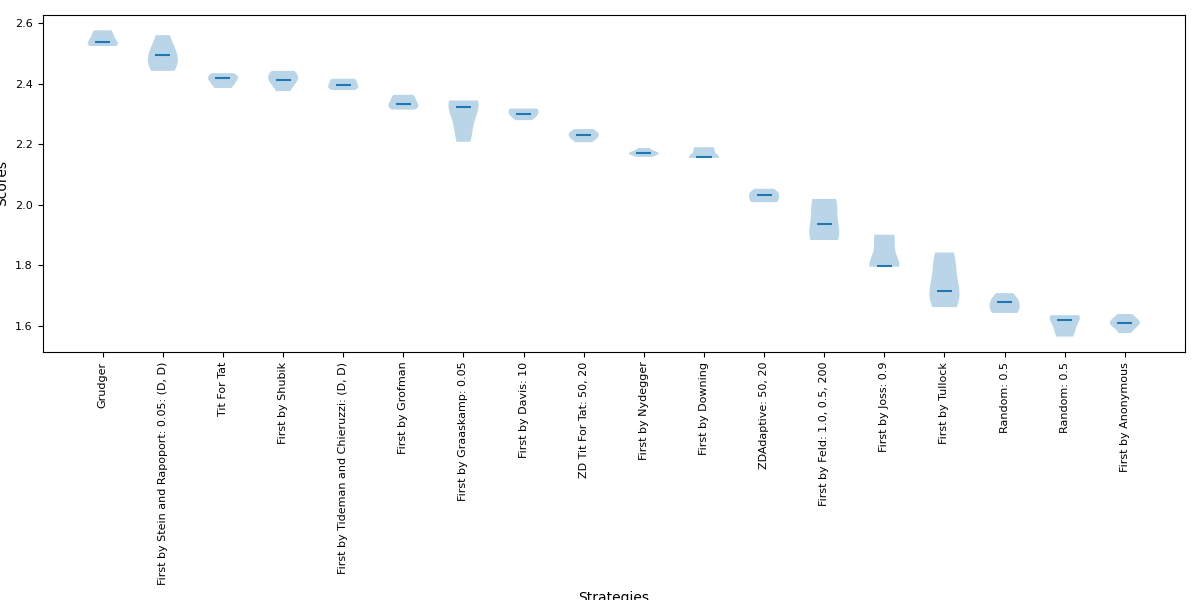 2.6
2.4
2.2
2.0
1.8
1.6
Scores
Grudger
First by Stein and Rapoport: 0.05: (D, D)
Tit For Tat
First by Shubik
First by Tideman and Chieruzzi: (D, D)
First by Grofman
First by Graaskamp: 0.05
First by Davis: 10
ZD Tit For Tat: 50, 20
First by Nydegger
First by Downing
ZDAdaptive: 50, 20
First by Feld: 1.0, 0.5, 200
First by Joss: 0.9
First by Tullock
Random: 0.5
Random: 0.5
First by Anonymous
Strategies